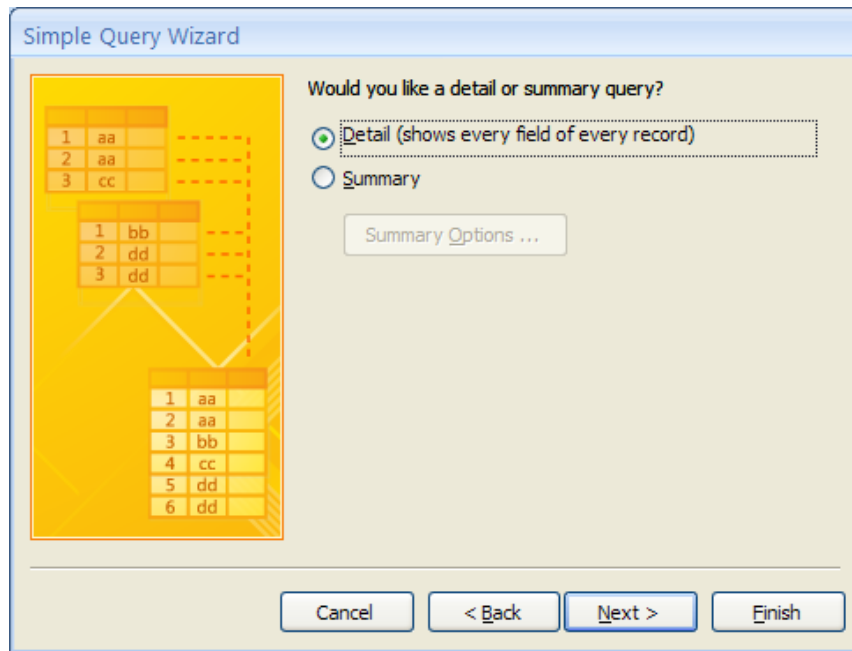 Simple Query Wizard
Would you like a detail or summary query?
Detail (shows every field of every record)
Summary
Summary Options ...
1 aa
2 aa
3 cc
1 bb
2 dd
3 dd
1 aa
2 aa
3 bb
4 cc
5 dd
6 dd
Cancel
< Back
Next >
Finish